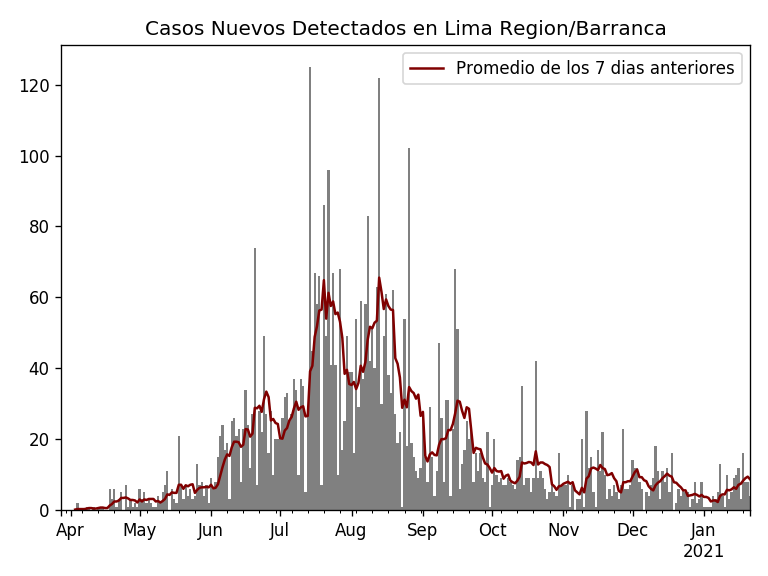 Casos Nuevos Detectados en Lima Region/Barranca
Promedio de los 7 dias anteriores
120
100
80
60
40
20
0
Apr May Jun Jul Aug Sep Oct Nov Dec Jan
2021